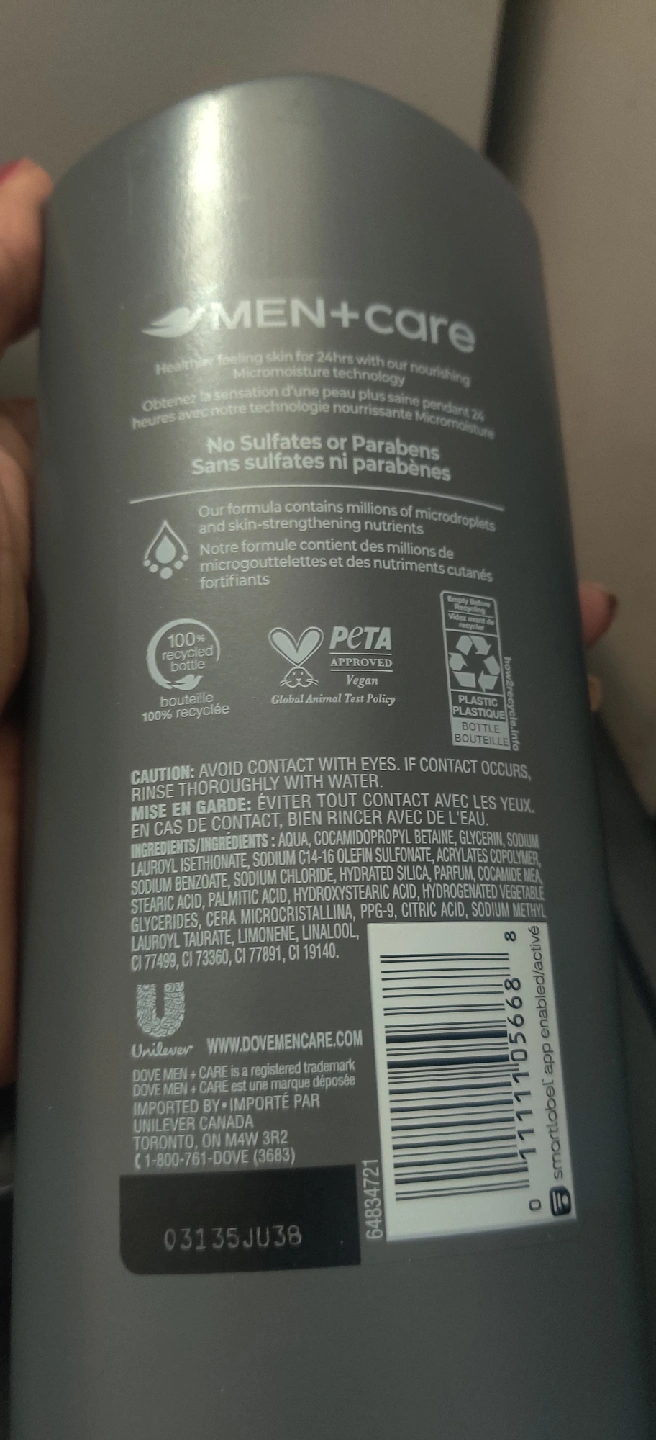 MEN+care
Healthier feeling skin for 24hrs with our nourishing
Micromoisture technology
Obtenez la sensation d'une peau plus saine pendant 24
heures avec notre technologie nourrissante Micromoisture
No Sulfates or Parabens
Sans sulfates ni parabènes
Our formula contains millions of microdroplets
and skin-strengthening nutrients
Notre formule contient des millions de
microgouttelettes et des nutriments cutanés
fortifiants
100%
recycled
bottle
bouteille
100% recyclée
PETA
APPROVED
Vegan
Global Animal Test Policy
Empty Before
Recycling
Videz avant de
recycler
PLASTIC
PLASTIQUE
BOTTLE
BOUTEILLE
how2recycle.info
CAUTION: AVOID CONTACT WITH EYES. IF CONTACT OCCURS,
RINSE THOROUGHLY WITH WATER.
MISE EN GARDE: ÉVITER TOUT CONTACT AVEC LES YEUX.
EN CAS DE CONTACT, BIEN RINCER AVEC DE L'EAU.
INGREDIENTS/INGRÉDIENTS : AQUA, COCAMIDOPROPYL BETAINE, GLYCERIN, SODIUM
LAUROYL ISETHIONATE, SODIUM C14-16 OLEFIN SULFONATE, ACRYLATES COPOLYMER,
SODIUM BENZOATE, SODIUM CHLORIDE, HYDRATED SILICA, PARFUM, COCAMIDE MEA,
STEARIC ACID, PALMITIC ACID, HYDROXYSTEARIC ACID, HYDROGENATED VEGETABLE
GLYCERIDES, CERA MICROCRISTALLINA, PPG-9, CITRIC ACID, SODIUM METHYL
LAUROYL TAURATE, LIMONENE, LINALOOL,
CI 77499, CI 73360, CI 77891, CI 19140.
Unilever
WWW.DOVEMENCARE.COM
DOVE MEN + CARE is a registered trademark
DOVE MEN + CARE est une marque déposée
IMPORTED BY • IMPORTÉ PAR
UNILEVER CANADA
TORONTO, ON M4W 3R2
1-800-761-DOVE (3683)
03135JU38
64834721
0 11111 05668 8
smartlabel app enabled/activé